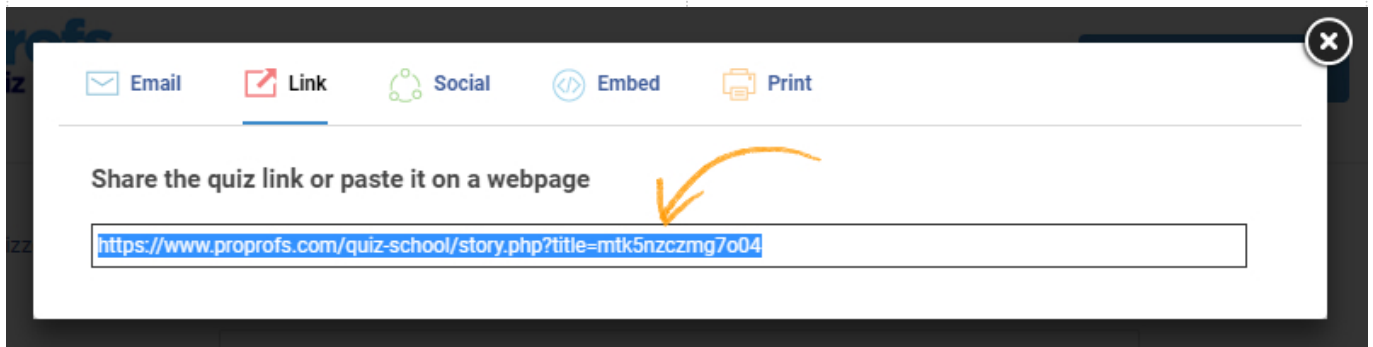 Email Link Social Embed Print
Share the quiz link or paste it on a webpage
https://www.proprofs.com/quiz-school/story.php?title=mtk5nzczmg7o04